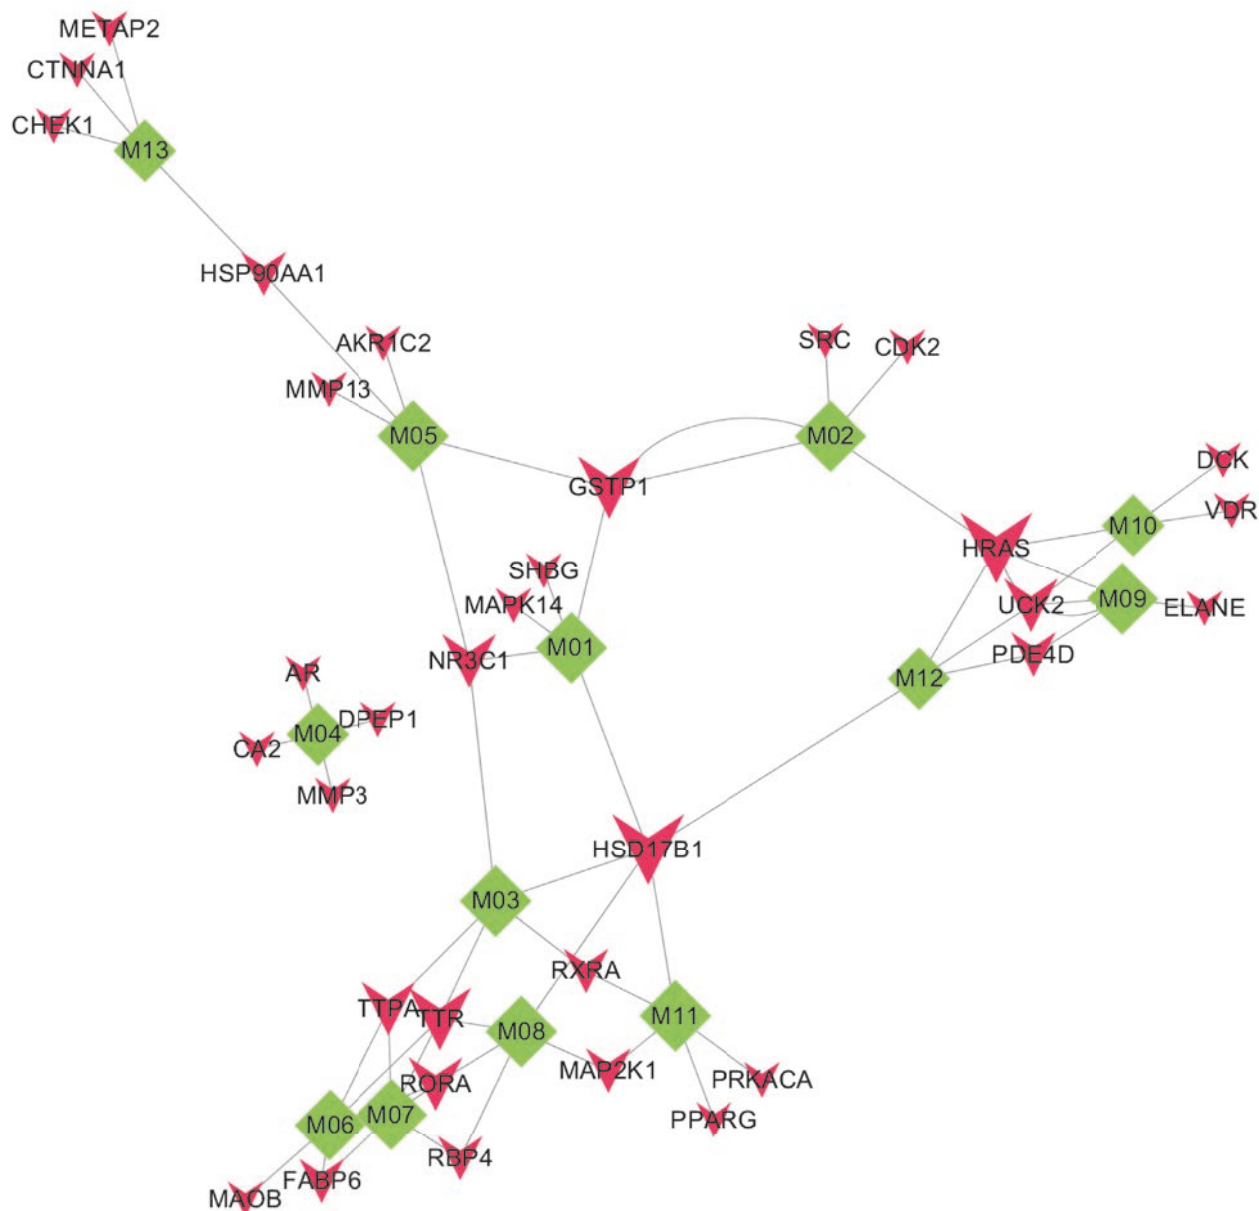 METAP2
CTNNA1
CHEK1
M13
HSP90AA1
AKR1C2
SRC
CDK2
MMP13
M05
M02
DCK
GSTP1
VDR
M10
HRAS
SHBG
MAPK14
UCK2
M09
ELANE
M01
NR3C1
PDE4D
M12
AR
DPEP1
M04
CA2
MMP3
HSD17B1
M03
RXRA
TTPA
TTR
M08
M11
MAP2K1
PRKACA
RORA
M07
M06
PPARG
RBP4
FABP6
MAOB